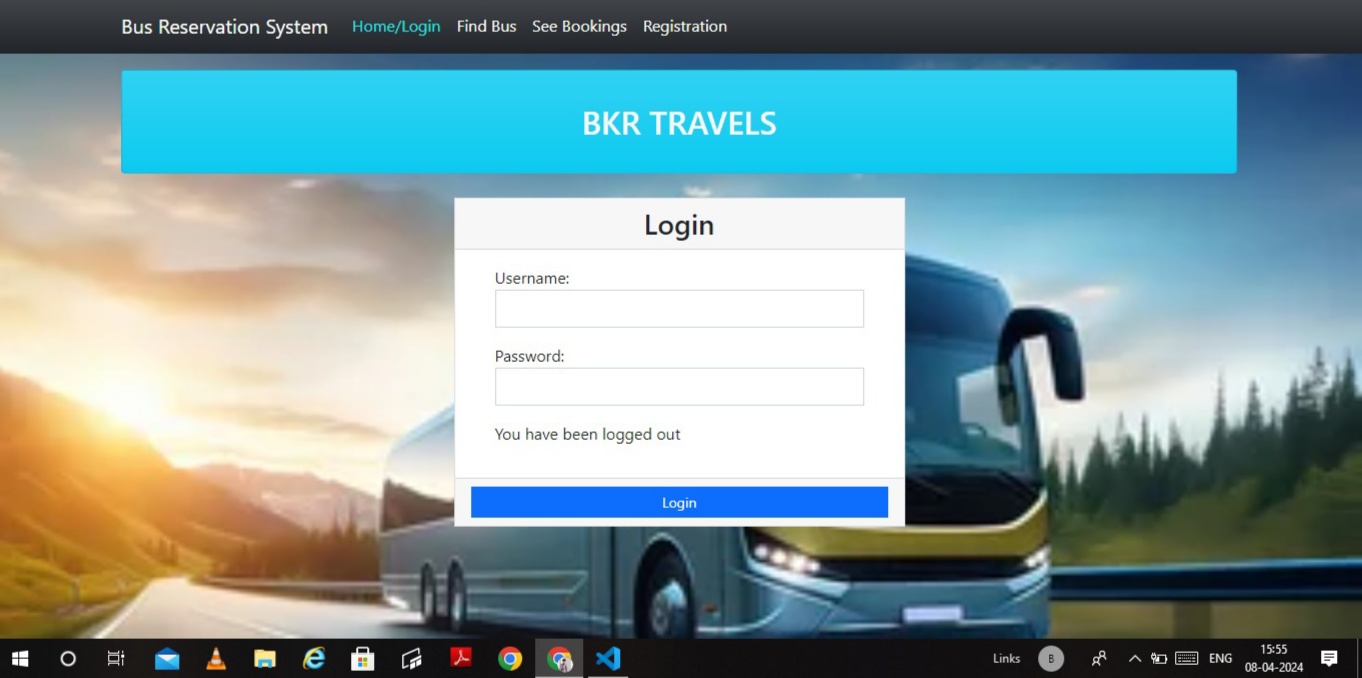 Bus Reservation System Home/Login Find Bus See Bookings Registration
BKR TRAVELS
Login
Username:
Password:
You have been logged out
Login
Links B ENG 15:55
08-04-2024